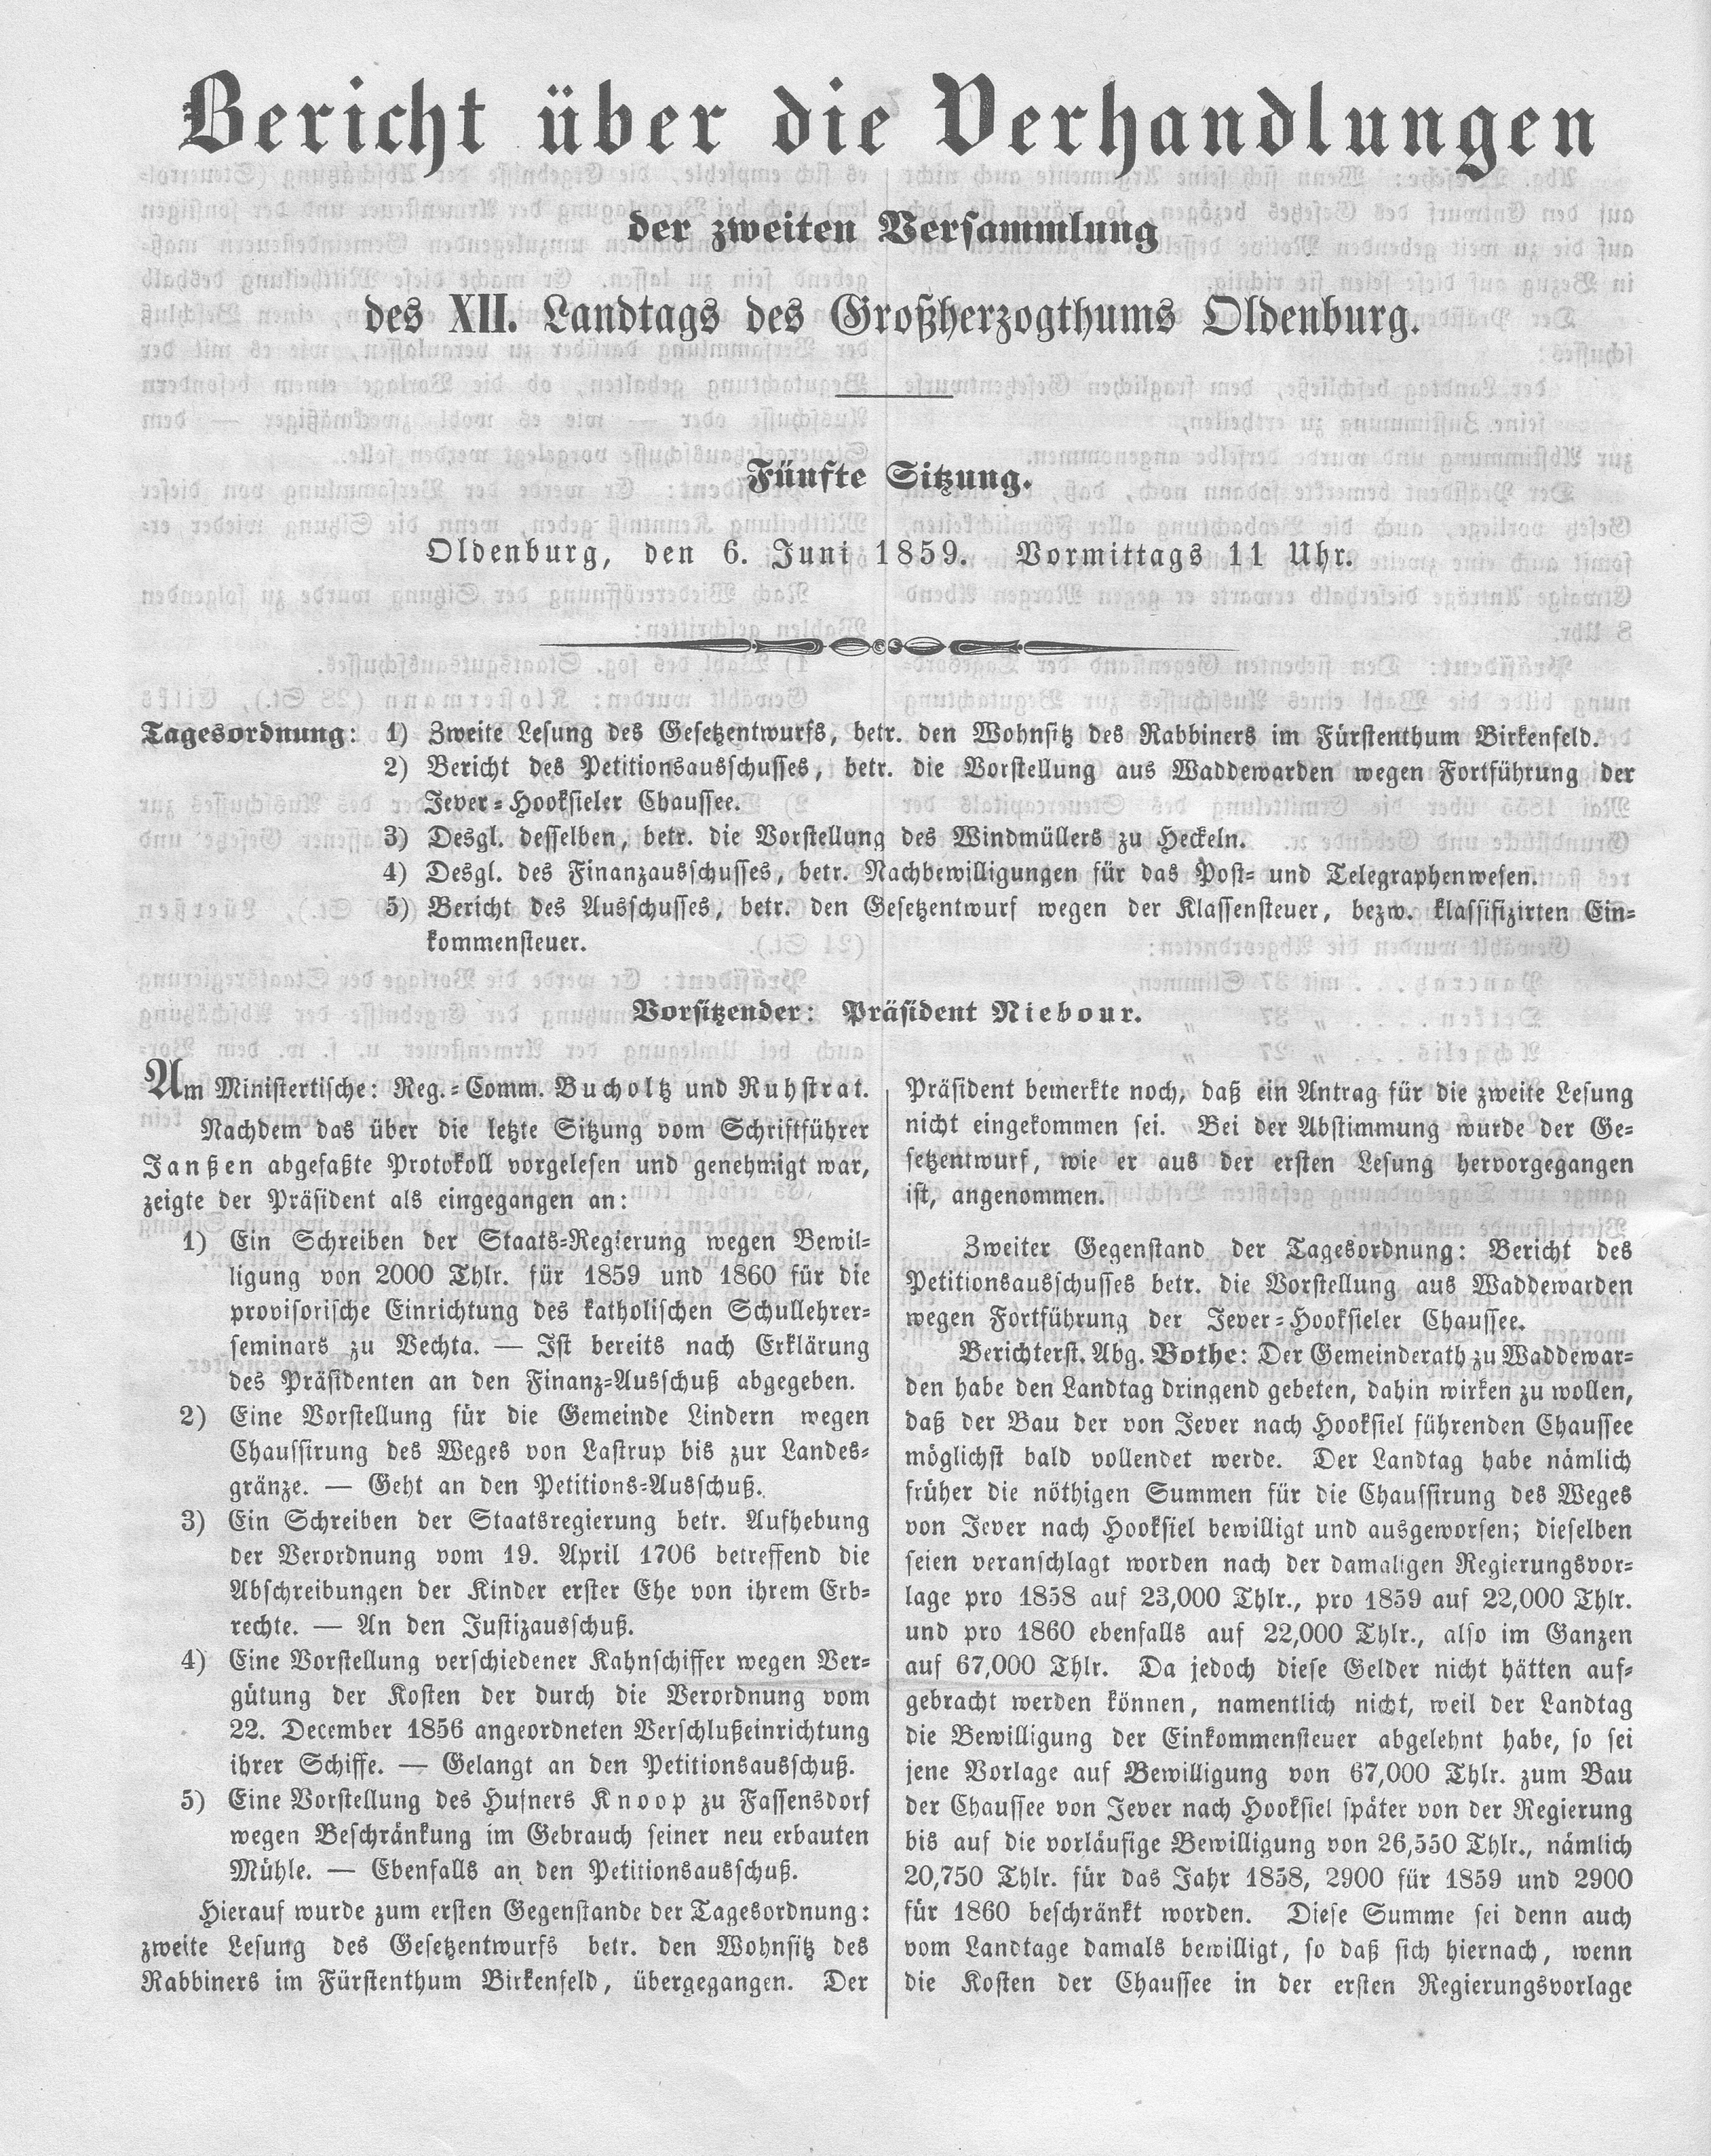 Bericht über die Verhandlungen
der zweiten Versammlung
des XII. Landtags des Großherzogthums Oldenburg.
Fünfte Sitzung.
Oldenburg, den 6. Juni 1859. Vormittags 11 Uhr.
Tagesordnung: 1) Zweite Lesung des Gesetzentwurfs, betr. den Wohnsitz des Rabbiners im Fürstenthum Birkenfeld.
2) Bericht des Petitionsausschusses, betr. die Vorstellung aus Waddewarden wegen Fortführung der
Jever-Hooksieler Chaussee.
3) Desgl. desselben, betr. die Vorstellung des Windmüllers zu Heckeln.
4) Desgl. des Finanzausschusses, betr. Nachbewilligungen für das Post- und Telegraphenwesen.
5) Bericht des Ausschusses, betr. den Gesetzentwurf wegen der Klassensteuer, bezw. klassifizirten Ein-
kommensteuer.
Vorsitzender: Präsident Niebour.
Am Ministertische: Reg.-Comm. Bucholtz und Ruhstrat.
Nachdem das über die letzte Sitzung vom Schriftführer
Janßen abgefaßte Protokoll vorgelesen und genehmigt war,
zeigte der Präsident als eingegangen an:
1) Ein Schreiben der Staats-Regierung wegen Bewil-
ligung von 2000 Thlr. für 1859 und 1860 für die
provisorische Einrichtung des katholischen Schullehrer-
seminars zu Vechta. — Ist bereits nach Erklärung
des Präsidenten an den Finanz-Ausschuß abgegeben.
2) Eine Vorstellung für die Gemeinde Lindern wegen
Chaussirung des Weges von Lastrup bis zur Landes-
gränze. — Geht an den Petitions-Ausschuß.
3) Ein Schreiben der Staatsregierung betr. Aufhebung
der Verordnung vom 19. April 1706 betreffend die
Abschreibungen der Kinder erster Ehe von ihrem Erb-
rechte. — An den Justizausschuß.
4) Eine Vorstellung verschiedener Kahnschiffer wegen Ver-
gütung der Kosten der durch die Verordnung vom
22. December 1856 angeordneten Verschlußeinrichtung
ihrer Schiffe. — Gelangt an den Petitionsausschuß.
5) Eine Vorstellung des Hufners Knoop zu Fassensdorf
wegen Beschränkung im Gebrauch seiner neu erbauten
Mühle. — Ebenfalls an den Petitionsausschuß.
Hierauf wurde zum ersten Gegenstande der Tagesordnung:
zweite Lesung des Gesetzentwurfs betr. den Wohnsitz des
Rabbiners im Fürstenthum Birkenfeld, übergegangen. Der
Präsident bemerkte noch, daß ein Antrag für die zweite Lesung
nicht eingekommen sei. Bei der Abstimmung wurde der Ge-
setzentwurf, wie er aus der ersten Lesung hervorgegangen
ist, angenommen.
Zweiter Gegenstand der Tagesordnung: Bericht des
Petitionsausschusses betr. die Vorstellung aus Waddewarden
wegen Fortführung der Jever-Hooksieler Chaussee.
Berichterst. Abg. Bothe: Der Gemeinderath zu Waddewar-
den habe den Landtag dringend gebeten, dahin wirken zu wollen,
daß der Bau der von Jever nach Hooksiel führenden Chaussee
möglichst bald vollendet werde. Der Landtag habe nämlich
früher die nöthigen Summen für die Chaussirung des Weges
von Jever nach Hooksiel bewilligt und ausgeworfen; dieselben
seien veranschlagt worden nach der damaligen Regierungsvor-
lage pro 1858 auf 23,000 Thlr., pro 1859 auf 22,000 Thlr.
und pro 1860 ebenfalls auf 22,000 Thlr., also im Ganzen
auf 67,000 Thlr. Da jedoch diese Gelder nicht hätten auf-
gebracht werden können, namentlich nicht, weil der Landtag
die Bewilligung der Einkommensteuer abgelehnt habe, so sei
jene Vorlage auf Bewilligung von 67,000 Thlr. zum Bau
der Chaussee von Jever nach Hooksiel später von der Regierung
bis auf die vorläufige Bewilligung von 26,550 Thlr., nämlich
20,750 Thlr. für das Jahr 1858, 2900 für 1859 und 2900
für 1860 beschränkt worden. Diese Summe sei denn auch
vom Landtage damals bewilligt, so daß sich hiernach, wenn
die Kosten der Chaussee in der ersten Regierungsvorlage